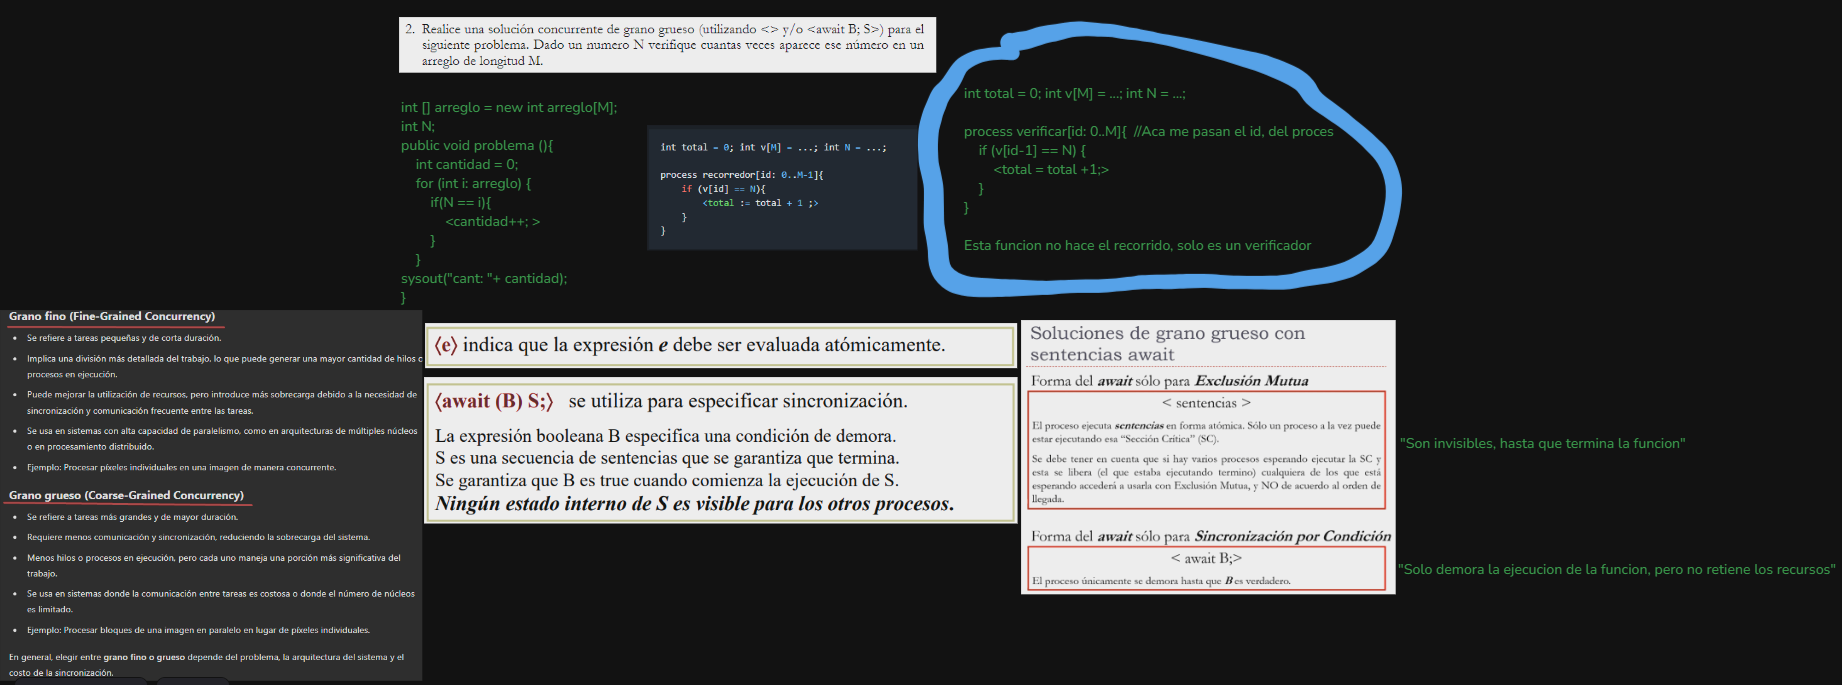 2. Realice una solución concurrente de grano grueso (utilizando <> y/o <await B; S>) para el
siguiente problema. Dado un numero N verifique cuantas veces aparece ese número en un
arreglo de longitud M.
int [] arreglo = new int arreglo[M];
int N;
public void problema (){
int cantidad = 0;
for (int i: arreglo) {
if(N == i){
<cantidad++; >
}
}
sysout("cant: "+ cantidad);
}
int total = 0; int v[M] = ...; int N = ...;
process recorredor[id: 0..M-1]{
if (v[id] == N){
<total := total + 1 ;>
}
}
int total = 0; int v[M] = ...; int N = ...;
process verificar[id: 0..M]{  //Aca me pasan el id, del proces
if (v[id-1] == N) {
<total = total +1;>
}
}
Esta funcion no hace el recorrido, solo es un verificador
Grano fino (Fine-Grained Concurrency)
• Se refiere a tareas pequeñas y de corta duración.
• Implica una división más detallada del trabajo, lo que puede generar una mayor cantidad de hilos o
procesos en ejecución.
• Puede mejorar la utilización de recursos, pero introduce más sobrecarga debido a la necesidad de
sincronización y comunicación frecuente entre las tareas.
• Se usa en sistemas con alta capacidad de paralelismo, como en arquitecturas de múltiples núcleos
o en procesamiento distribuido.
• Ejemplo: Procesar píxeles individuales en una imagen de manera concurrente.
Grano grueso (Coarse-Grained Concurrency)
• Se refiere a tareas más grandes y de mayor duración.
• Requiere menos comunicación y sincronización, reduciendo la sobrecarga del sistema.
• Menos hilos o procesos en ejecución, pero cada uno maneja una porción más significativa del
trabajo.
• Se usa en sistemas donde la comunicación entre tareas es costosa o donde el número de núcleos
es limitado.
• Ejemplo: Procesar bloques de una imagen en paralelo en lugar de píxeles individuales.
En general, elegir entre grano fino o grueso depende del problema, la arquitectura del sistema y el
costo de la sincronización.
⟨e⟩ indica que la expresión e debe ser evaluada atómicamente.
⟨await (B) S;⟩ se utiliza para especificar sincronización.
La expresión booleana B especifica una condición de demora.
S es una secuencia de sentencias que se garantiza que termina.
Se garantiza que B es true cuando comienza la ejecución de S.
Ningún estado interno de S es visible para los otros procesos.
Soluciones de grano grueso con
sentencias await
Forma del await sólo para Exclusión Mutua
< sentencias >
El proceso ejecuta sentencias en forma atómica. Sólo un proceso a la vez puede
estar ejecutando esa “Sección Crítica” (SC).
Se debe tener en cuenta que si hay varios procesos esperando ejecutar la SC y
esta se libera (el que estaba ejecutando termino) cualquiera de los que está
esperando accederá a usarla con Exclusión Mutua, y NO de acuerdo al orden de
llegada.
Forma del await sólo para Sincronización por Condición
< await B;>
El proceso únicamente se demora hasta que B es verdadero.
"Son invisibles, hasta que termina la funcion"
"Solo demora la ejecucion de la funcion, pero no retiene los recursos"